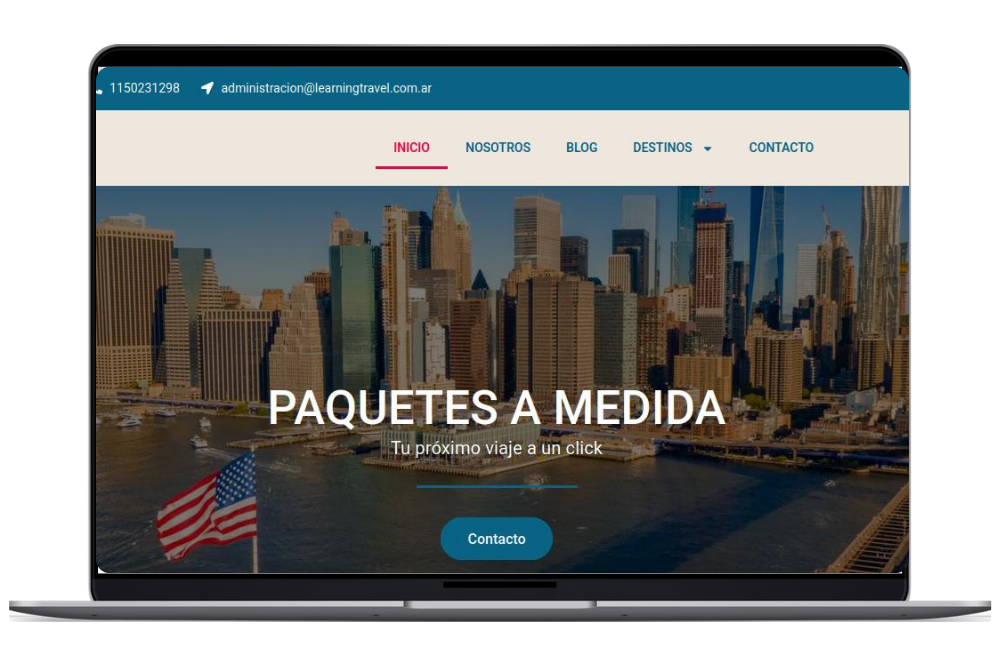 1150231298 administracion@learningtravel.com.ar
INICIO NOSOTROS BLOG DESTINOS CONTACTO
PAQUETES A MEDIDA
Tu próximo viaje a un click
Contacto